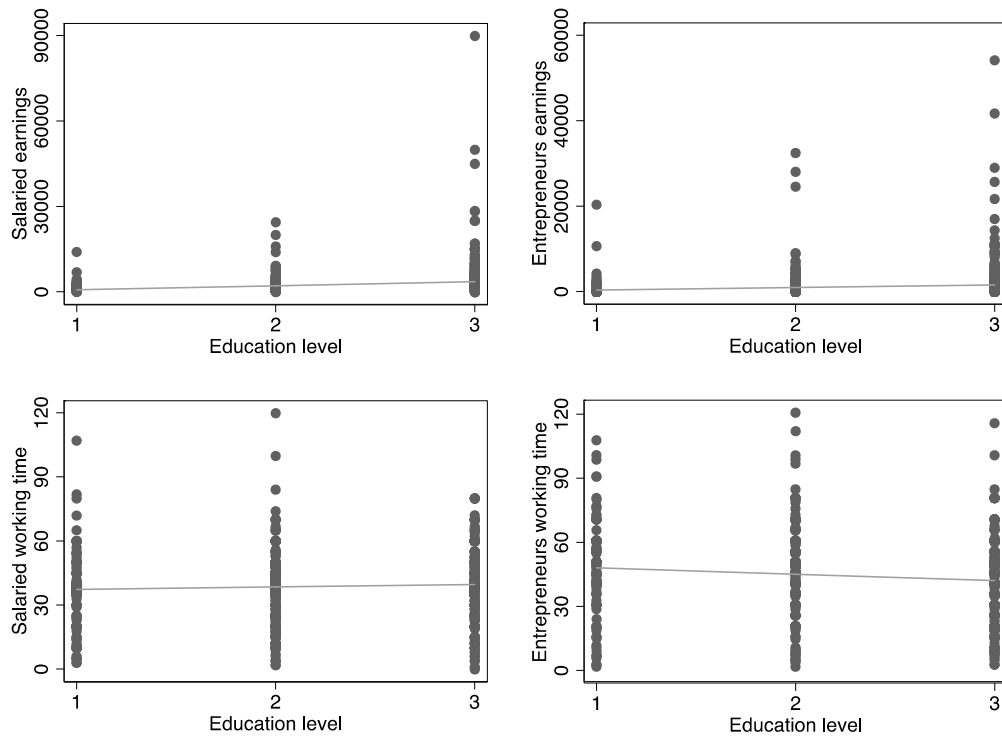 Salaried earnings
90000
60000
30000
0
1 2 3
Education level
Entrepreneurs earnings
60000
40000
20000
0
1 2 3
Education level
Salaried working time
120
90
60
30
0
1 2 3
Education level
Entrepreneurs working time
120
90
60
30
0
1 2 3
Education level